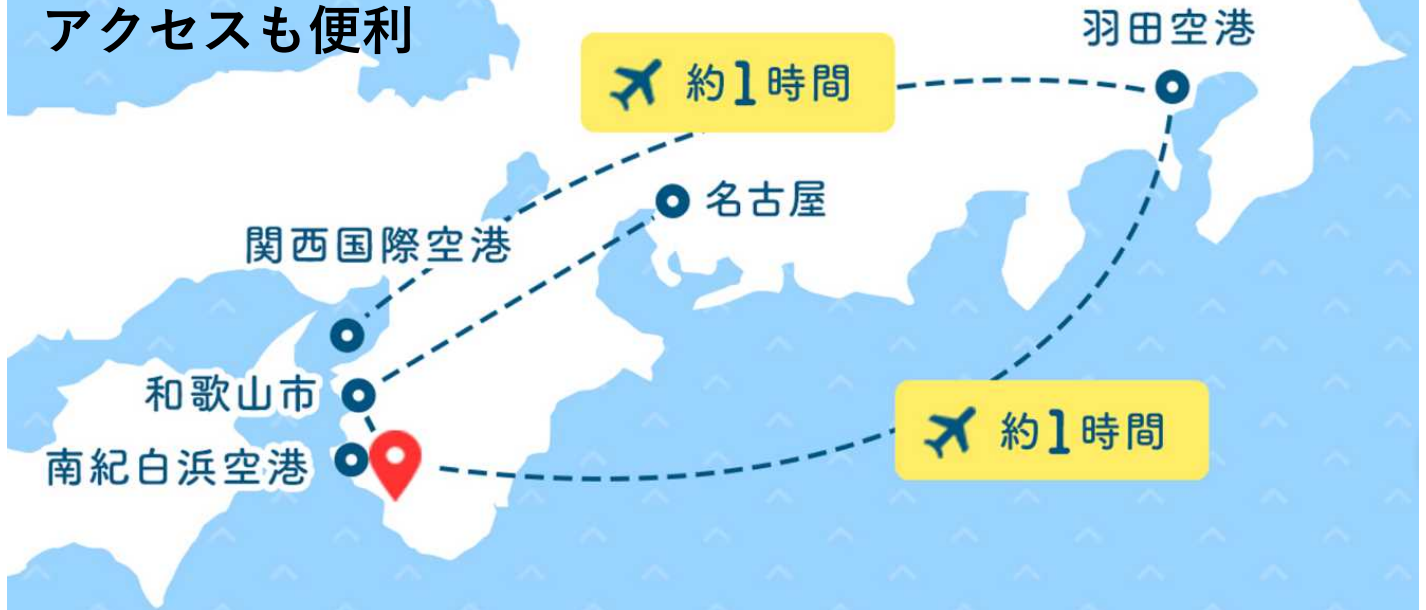 アクセスも便利
羽田空港
約1時間
名古屋
関西国際空港
和歌山市
約1時間
南紀白浜空港